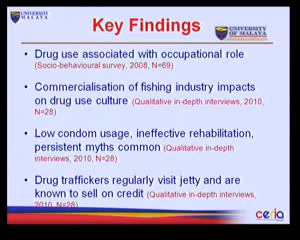 UNIVERSITY
OF MALAYA
Key Findings
UNIVERSITY
OF MALAYA
• Drug use associated with occupational role
(Socio-behavioural survey, 2008, N=69)
• Commercialisation of fishing industry impacts
on drug use culture (Qualitative in-depth interviews, 2010,
N=28)
• Low condom usage, ineffective rehabilitation,
persistent myths common (Qualitative in-depth
interviews, 2010, N=28)
• Drug traffickers regularly visit jetty and are
known to sell on credit (Qualitative in-depth interviews,
2010, N=28)
ceria